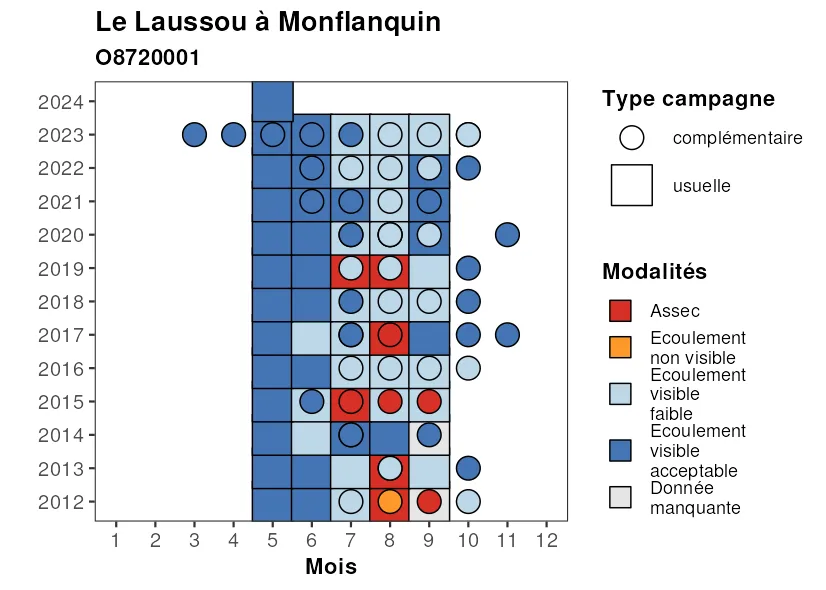 Le Laussou à Monflanquin
O8720001
2024
2023
2022
2021
2020
2019
2018
2017
2016
2015
2014
2013
2012
1 2 3 4 5 6 7 8 9 10 11 12
Mois
Type campagne
complémentaire
usuelle
Modalités
Assec
Ecoulement
non visible
Ecoulement
visible
faible
Ecoulement
visible
acceptable
Donnée
manquante